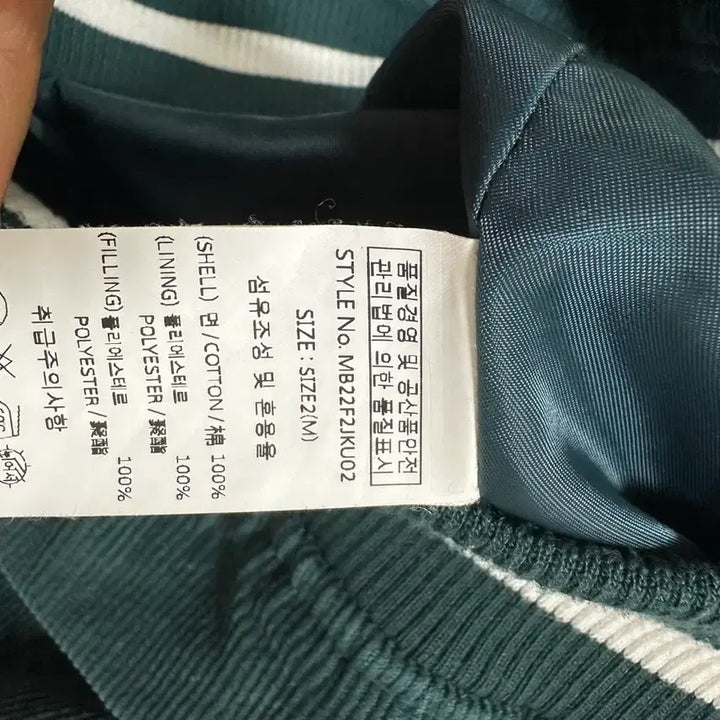 품질경영 및 공산품안전
관리법에 의한 품질표시
STYLE No. MB22F2JKU02
SIZE : SIZE2(M)
섬유조성 및 혼용율
(SHELL) 면 /COTTON/棉 100%
(LINING) 폴리에스테르
POLYESTER / 聚酯 100%
(FILLING) 폴리에스테르
POLYESTER / 聚酯 100%
취급주의사항